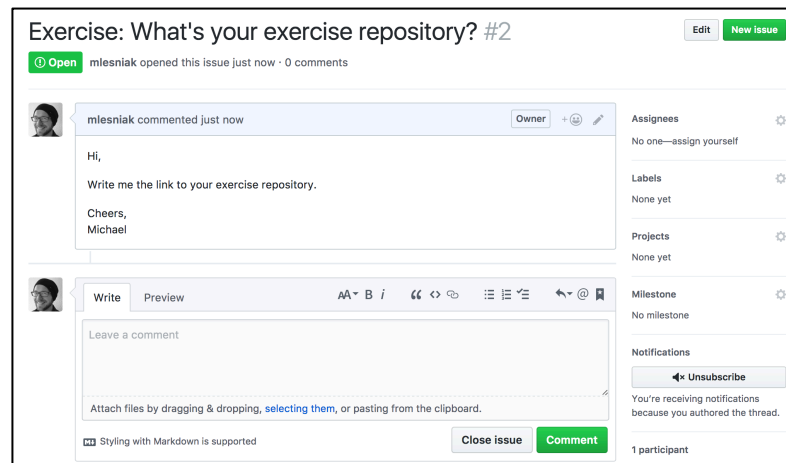 Exercise: What's your exercise repository? #2
Edit
New issue
Open
mlesniak opened this issue just now · 0 comments
mlesniak commented just now
Owner
Hi,
Write me the link to your exercise repository.
Cheers,
Michael
Write
Preview
AA B i “ <> @
Leave a comment
Attach files by dragging & dropping, selecting them, or pasting from the clipboard.
Styling with Markdown is supported
Close issue
Comment
Assignees
No one—assign yourself
Labels
None yet
Projects
None yet
Milestone
No milestone
Notifications
Unsubscribe
You're receiving notifications
because you authored the thread.
1 participant